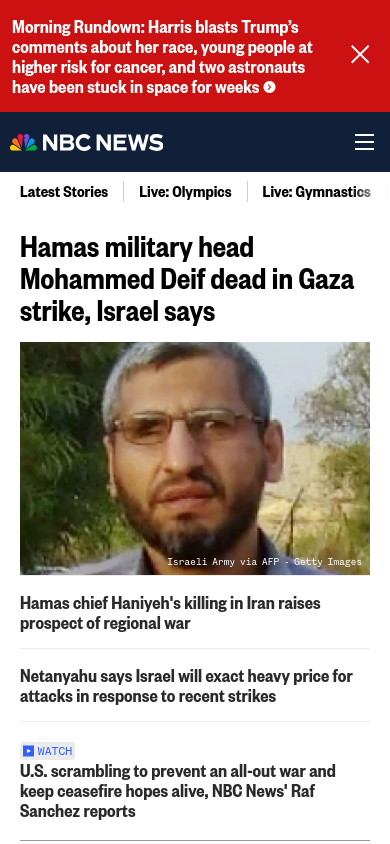 Morning Rundown: Harris blasts Trump’s
comments about her race, young people at
higher risk for cancer, and two astronauts
have been stuck in space for weeks
NBC NEWS
Latest Stories
Live: Olympics
Live: Gymnastics
Hamas military head
Mohammed Deif dead in Gaza
strike, Israel says
Israeli Army via AFP - Getty Images
Hamas chief Haniyeh's killing in Iran raises
prospect of regional war
Netanyahu says Israel will exact heavy price for
attacks in response to recent strikes
WATCH
U.S. scrambling to prevent an all-out war and
keep ceasefire hopes alive, NBC News' Raf
Sanchez reports